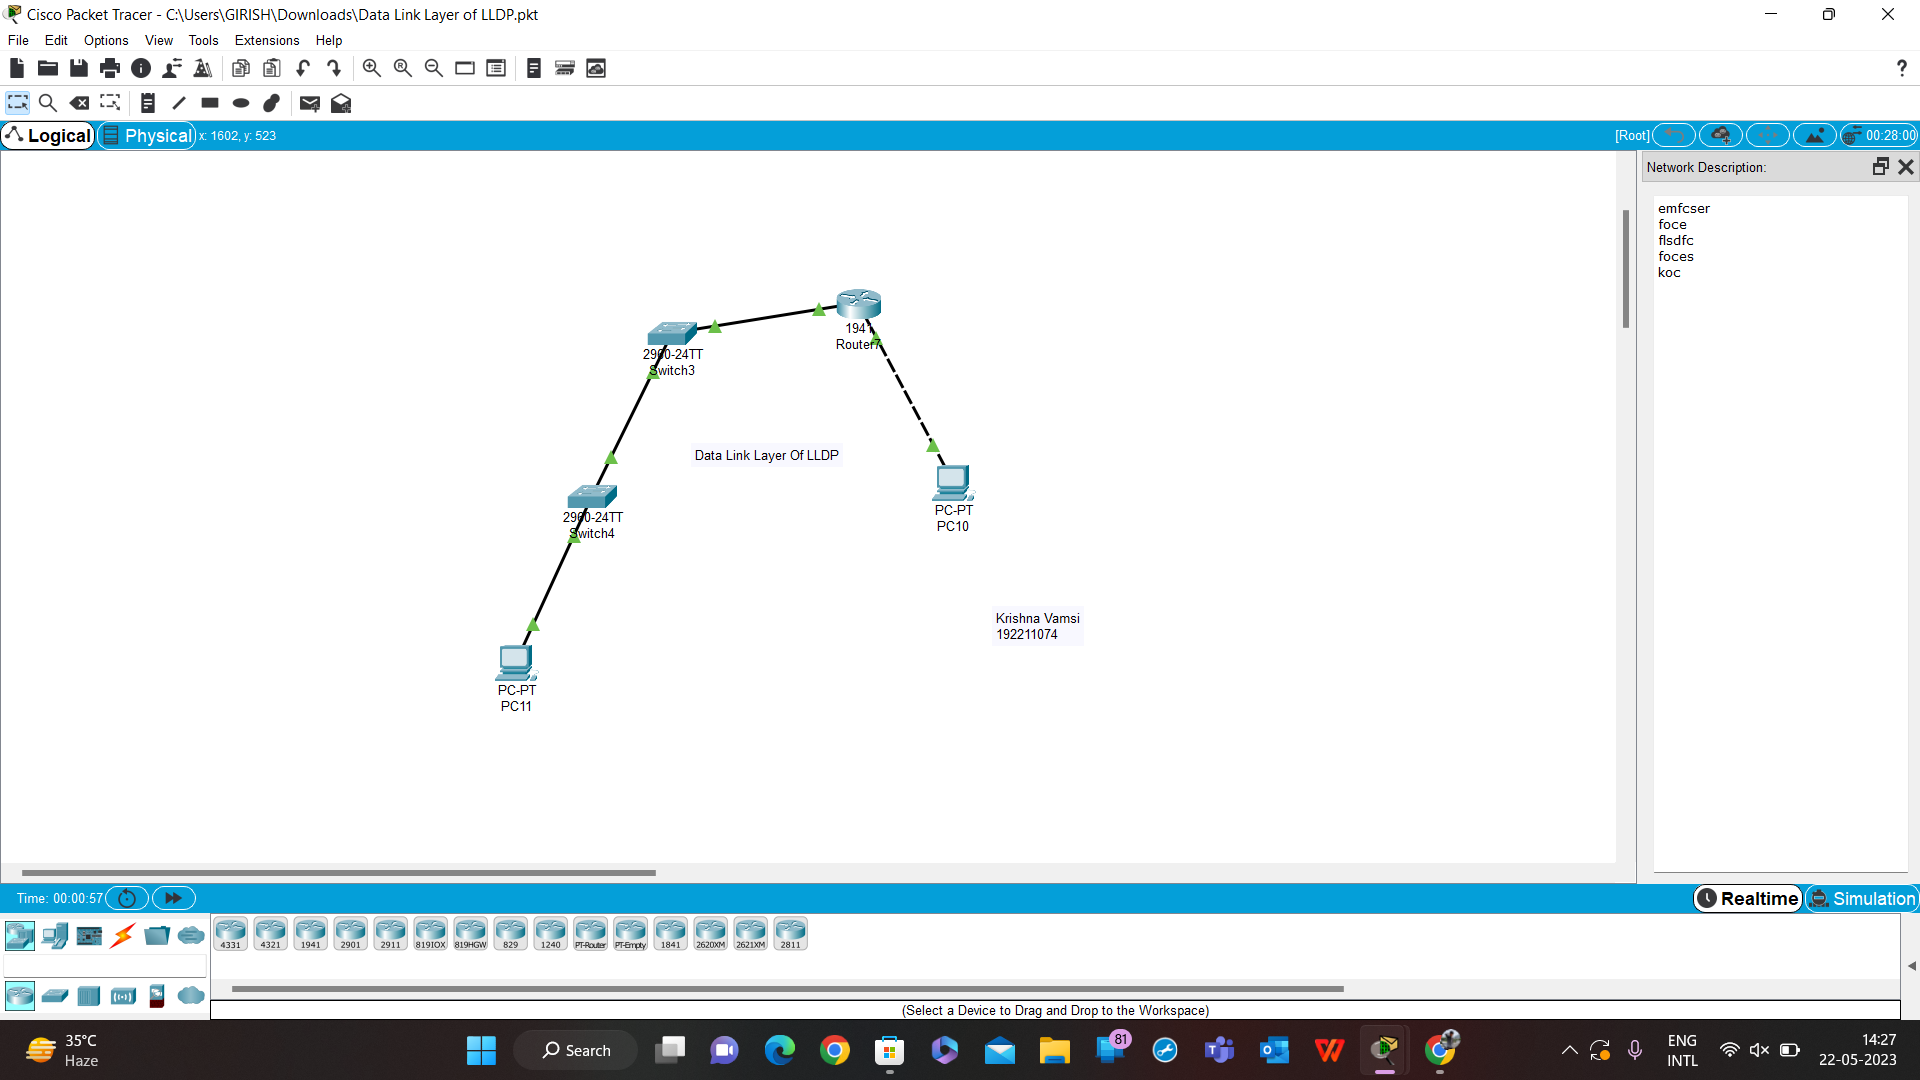 Cisco Packet Tracer - C:\Users\GIRISH\Downloads\Data Link Layer of LLDP.pkt
File Edit Options View Tools Extensions Help
Logical Physical x: 1602, y: 523 [Root] 00:28:00
Network Description:
emfcser
foce
flsdfc
foces
koc
1941
Router7
2960-24TT
Switch3
Data Link Layer Of LLDP
PC-PT
PC10
2960-24TT
Switch4
Krishna Vamsi
192211074
PC-PT
PC11
Time: 00:00:57 Realtime Simulation
4331 4321 1941 2901 2911 819IOX 819HGW 829 1240 PT-Router PT-Empty 1841 2620XM 2621XM 2811
(Select a Device to Drag and Drop to the Workspace)
35°C
Haze
Search
81
ENG
INTL
14:27
22-05-2023